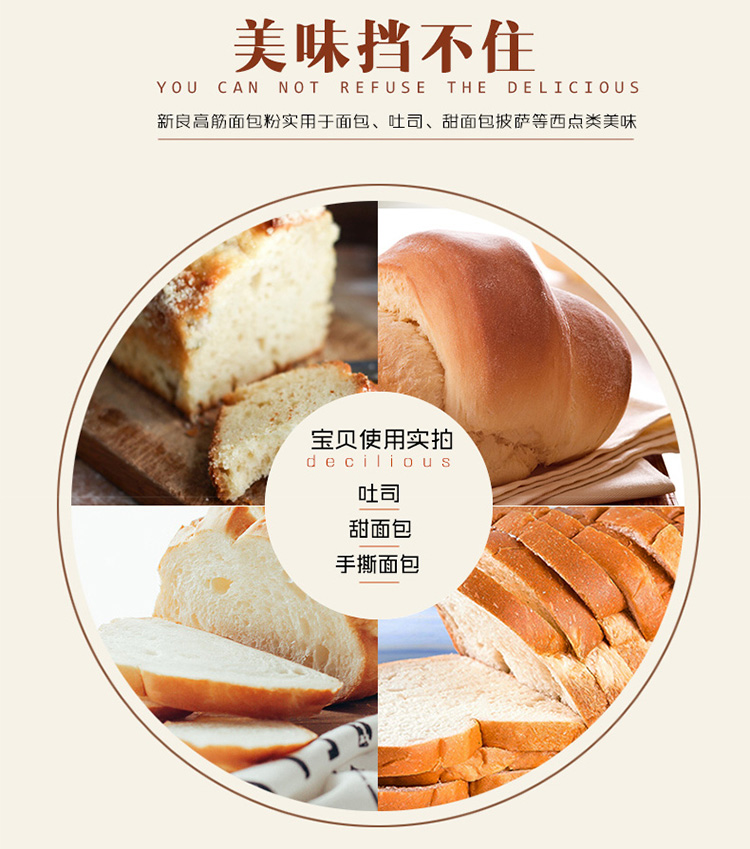 美味挡不住
YOU CAN NOT REFUSE THE DELICIOUS
新良高筋面包粉实用于面包、吐司、甜面包披萨等西点类美味
宝贝使用实拍
decilious
吐司
甜面包
手撕面包